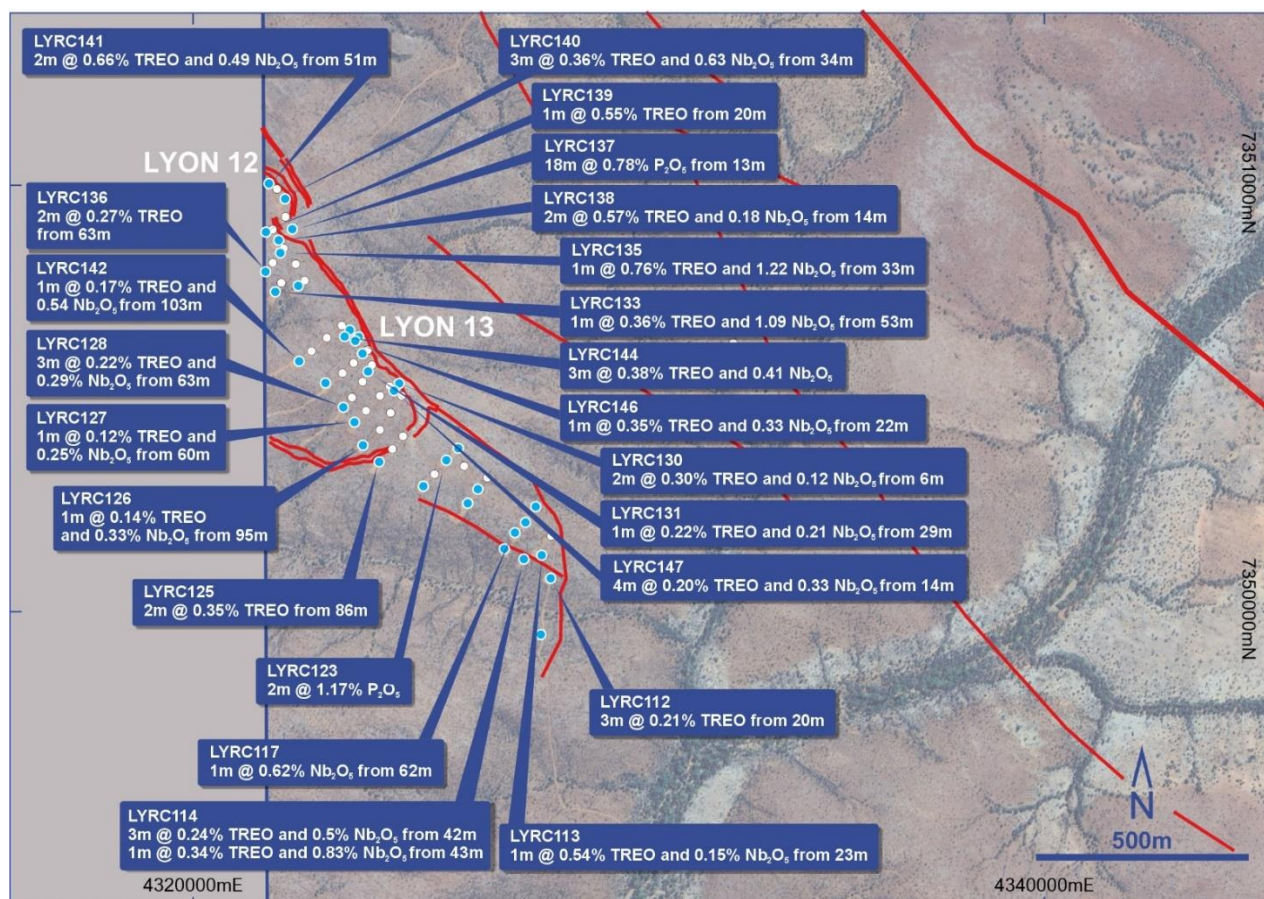 LYRC141
2m @ 0.66% TREO and 0.49 Nb₂O₅ from 51m
LYRC140
3m @ 0.36% TREO and 0.63 Nb₂O₅ from 34m
LYRC139
1m @ 0.55% TREO from 20m
LYRC137
18m @ 0.78% P₂O₅ from 13m
LYRC138
2m @ 0.57% TREO and 0.18 Nb₂O₅ from 14m
LYRC135
1m @ 0.76% TREO and 1.22 Nb₂O₅ from 33m
LYRC133
1m @ 0.36% TREO and 1.09 Nb₂O₅ from 53m
LYRC144
3m @ 0.38% TREO and 0.41 Nb₂O₅
LYRC146
1m @ 0.35% TREO and 0.33 Nb₂O₅ from 22m
LYRC130
2m @ 0.30% TREO and 0.12 Nb₂O₅ from 6m
LYRC131
1m @ 0.22% TREO and 0.21 Nb₂O₅ from 29m
LYRC147
4m @ 0.20% TREO and 0.33 Nb₂O₅ from 14m
LYON 12
LYON 13
LYRC136
2m @ 0.27% TREO
from 63m
LYRC142
1m @ 0.17% TREO and
0.54 Nb₂O₅ from 103m
LYRC128
3m @ 0.22% TREO and
0.29% Nb₂O₅ from 63m
LYRC127
1m @ 0.12% TREO and
0.25% Nb₂O₅ from 60m
LYRC126
1m @ 0.14% TREO
and 0.33% Nb₂O₅ from 95m
LYRC125
2m @ 0.35% TREO from 86m
LYRC123
2m @ 1.17% P₂O₅
LYRC112
3m @ 0.21% TREO from 20m
LYRC117
1m @ 0.62% Nb₂O₅ from 62m
LYRC114
3m @ 0.24% TREO and 0.5% Nb₂O₅ from 42m
1m @ 0.34% TREO and 0.83% Nb₂O₅ from 43m
LYRC113
1m @ 0.54% TREO and 0.15% Nb₂O₅ from 23m
7351000mN
7350000mN
N
500m
4320000mE
4340000mE